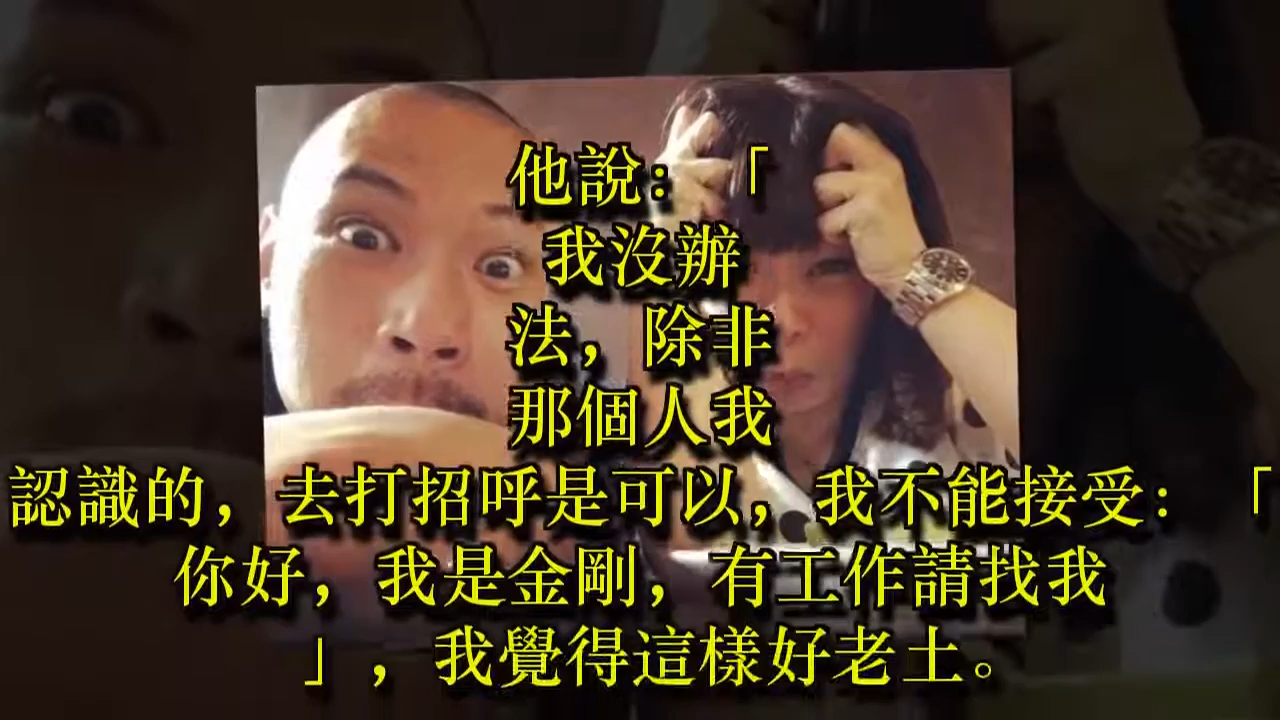 他說：「
我沒辦
法，除非
那個人我
認識的，去打招呼是可以，我不能接受：「
你好，我是金剛，有工作請找我
」，我覺得這樣好老土。